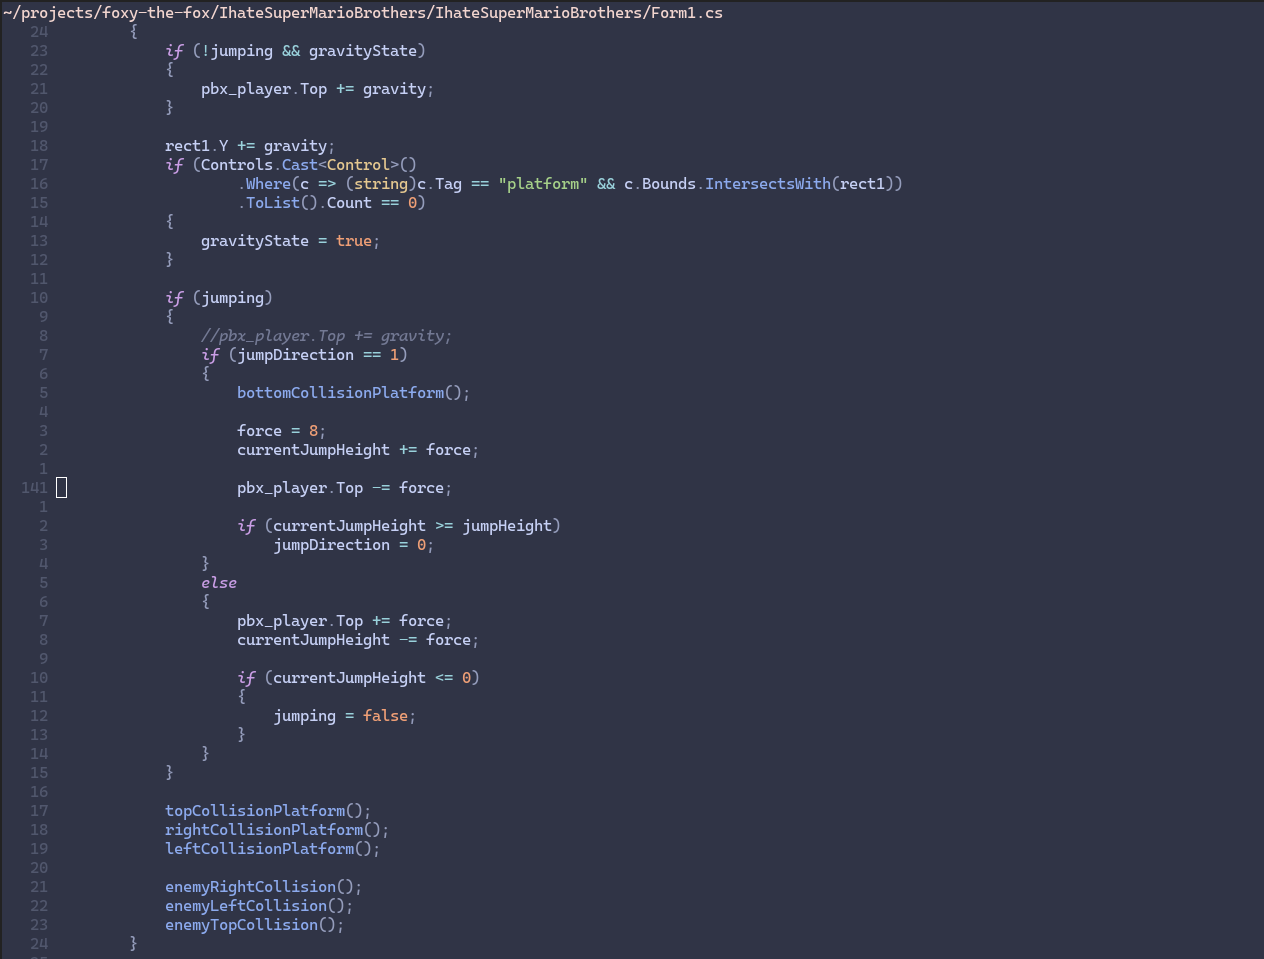 ~/projects/foxy-the-fox/IhateSuperMarioBrothers/IhateSuperMarioBrothers/Form1.cs
24         {
23             if (!jumping && gravityState)
22             {
21                 pbx_player.Top += gravity;
20             }
19
18             rect1.Y += gravity;
17             if (Controls.Cast<Control>()
16                     .Where(c => (string)c.Tag == "platform" && c.Bounds.IntersectsWith(rect1))
15                     .ToList().Count == 0)
14             {
13                 gravityState = true;
12             }
11
10             if (jumping)
9             {
8                 //pbx_player.Top += gravity;
7                 if (jumpDirection == 1)
6                 {
5                     bottomCollisionPlatform();
4
3                     force = 8;
2                     currentJumpHeight += force;
1
141                     pbx_player.Top -= force;
1
2                     if (currentJumpHeight >= jumpHeight)
3                         jumpDirection = 0;
4                 }
5                 else
6                 {
7                     pbx_player.Top += force;
8                     currentJumpHeight -= force;
9
10                     if (currentJumpHeight <= 0)
11                     {
12                         jumping = false;
13                     }
14                 }
15             }
16
17             topCollisionPlatform();
18             rightCollisionPlatform();
19             leftCollisionPlatform();
20
21             enemyRightCollision();
22             enemyLeftCollision();
23             enemyTopCollision();
24         }